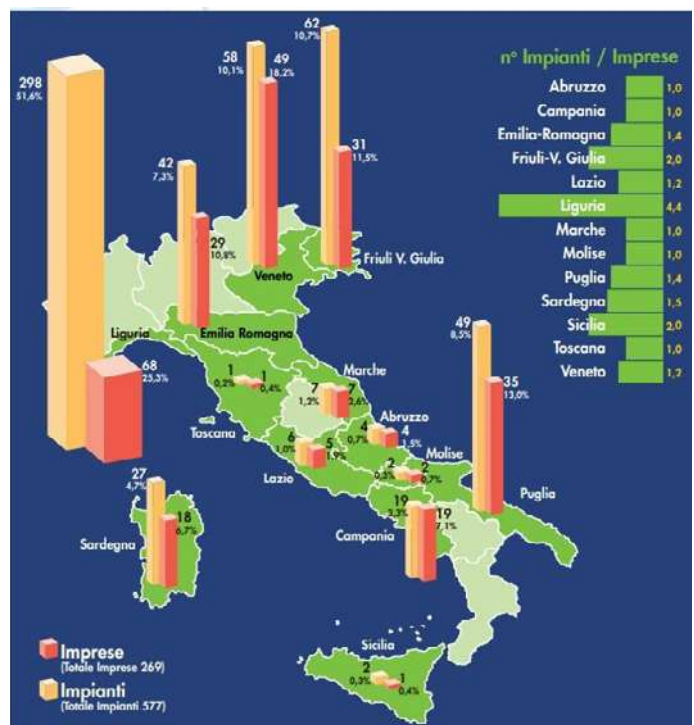 298
51,6%
58
10,1%
49
18,2%
62
10,7%
31
11,5%
42
7,3%
29
10,8%
Veneto
Friuli V. Giulia
Liguria
Emilia Romagna
68
25,3%
1
0,2%
1
0,4%
Toscana
Marche
7
1,2%
7
2,6%
Abruzzo
4
0,7%
4
1,5%
6
1,0%
5
1,9%
Lazio
Molise
2
0,3%
2
0,7%
49
8,5%
35
13,0%
Puglia
19
3,3%
19
7,1%
Campania
27
4,7%
18
6,7%
Sardegna
Sicilia
2
0,3%
1
0,4%
n° Impianti / Imprese
Abruzzo 1,0
Campania 1,0
Emilia-Romagna 1,4
Friuli-V. Giulia 2,0
Lazio 1,2
Liguria 4,4
Marche 1,0
Molise 1,0
Puglia 1,4
Sardegna 1,5
Sicilia 2,0
Toscana 1,0
Veneto 1,2
Imprese
(Totale Imprese 269)
Impianti
(Totale Impianti 577)